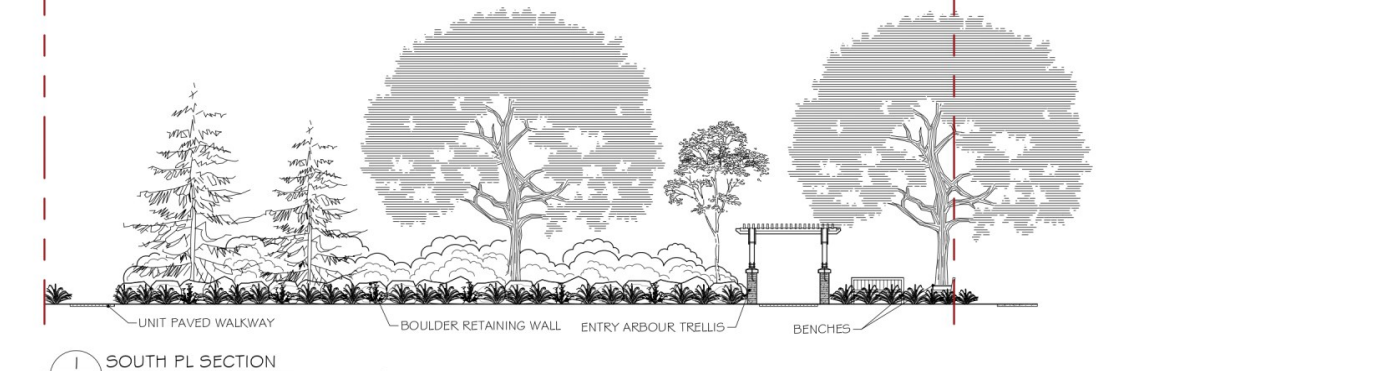 UNIT PAVED WALKWAY
BOULDER RETAINING WALL
ENTRY ARBOUR TRELLIS
BENCHES
1
SOUTH PL SECTION